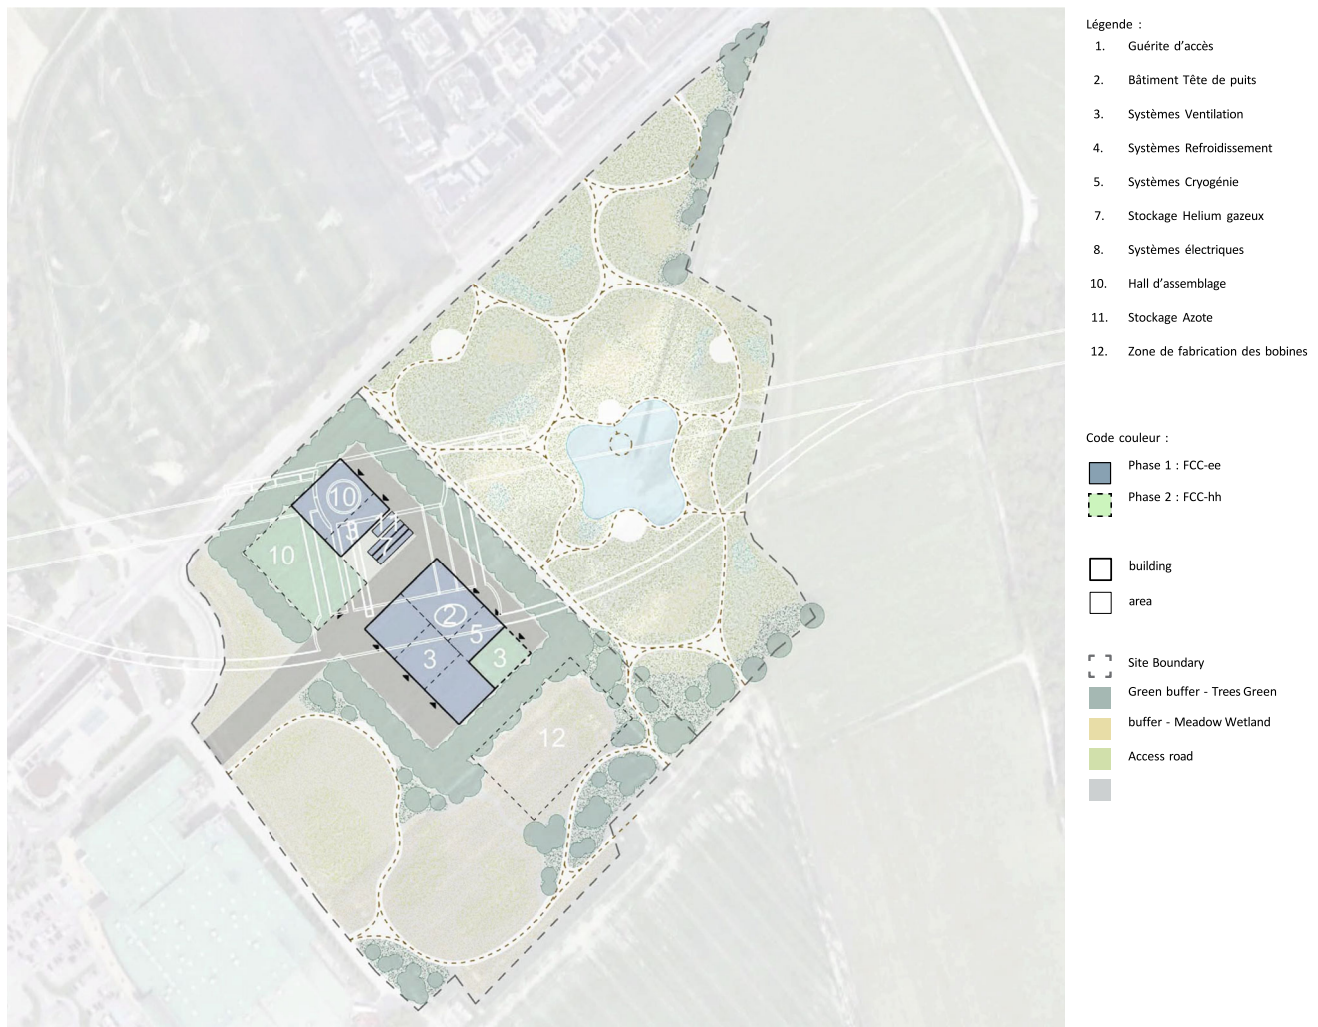 Légende :
1. Guérite d’accès
2. Bâtiment Tête de puits
3. Systèmes Ventilation
4. Systèmes Refroidissement
5. Systèmes Cryogénie
7. Stockage Helium gazeux
8. Systèmes électriques
10. Hall d’assemblage
11. Stockage Azote
12. Zone de fabrication des bobines
Code couleur :
Phase 1 : FCC-ee
Phase 2 : FCC-hh
building
area
Site Boundary
Green buffer - Trees Green
buffer - Meadow Wetland
Access road
10
10
2
5
3
3
12